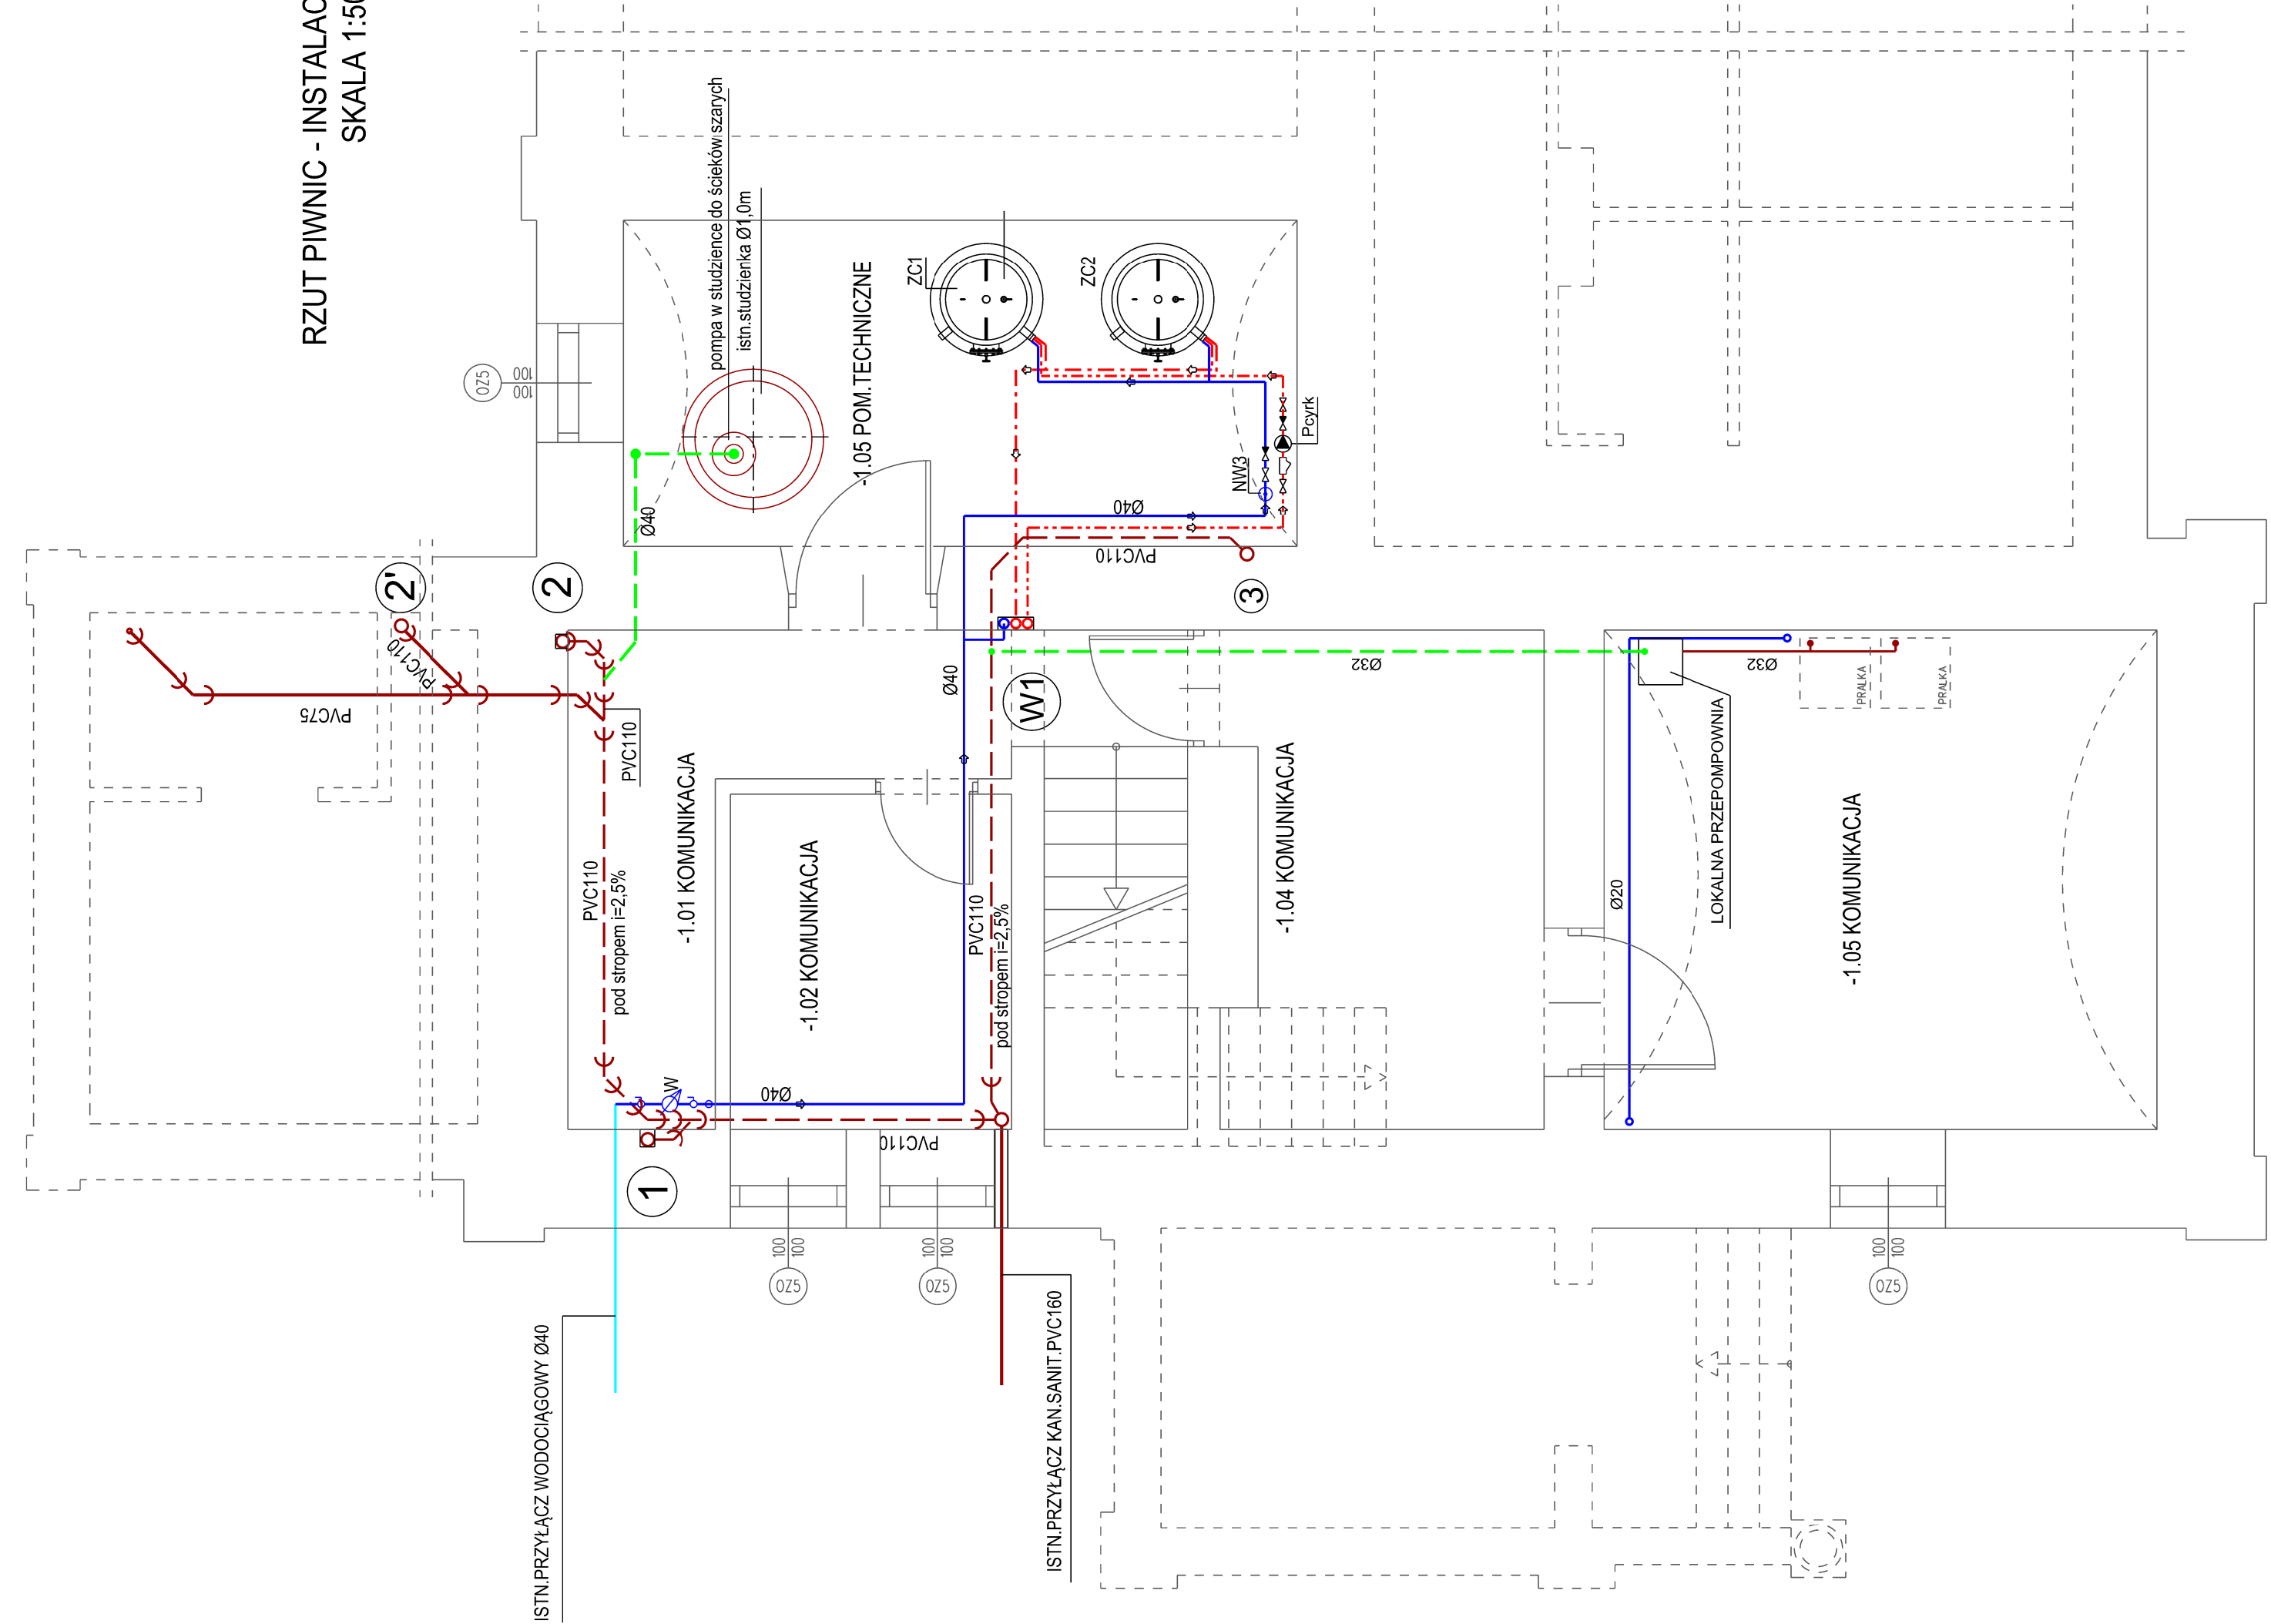 RZUT PIWNIC - INSTALAC
SKALA 1:50
OZ5
100
100
pompa w studzience do ścieków szarych
istn.studzienka Ø1,0m
-1.05 POM.TECHNICZNE
ZC1
ZC2
Pcyrk
NW3
Ø40
Ø40
PVC110
3
2'
2
PVC110
PVC75
PVC110
PVC110
pod stropem i=2,5%
-1.01 KOMUNIKACJA
-1.02 KOMUNIKACJA
Ø40
W1
PVC110
pod stropem i=2,5%
Ø32
-1.04 KOMUNIKACJA
Ø32
PRALKA
PRALKA
LOKALNA PRZEPOMPOWNIA
Ø20
-1.05 KOMUNIKACJA
W
Ø40
PVC110
1
100
100
OZ5
100
100
OZ5
100
100
OZ5
ISTN.PRZYŁĄCZ WODOCIĄGOWY Ø40
ISTN.PRZYŁĄCZ KAN.SANIT.PVC160